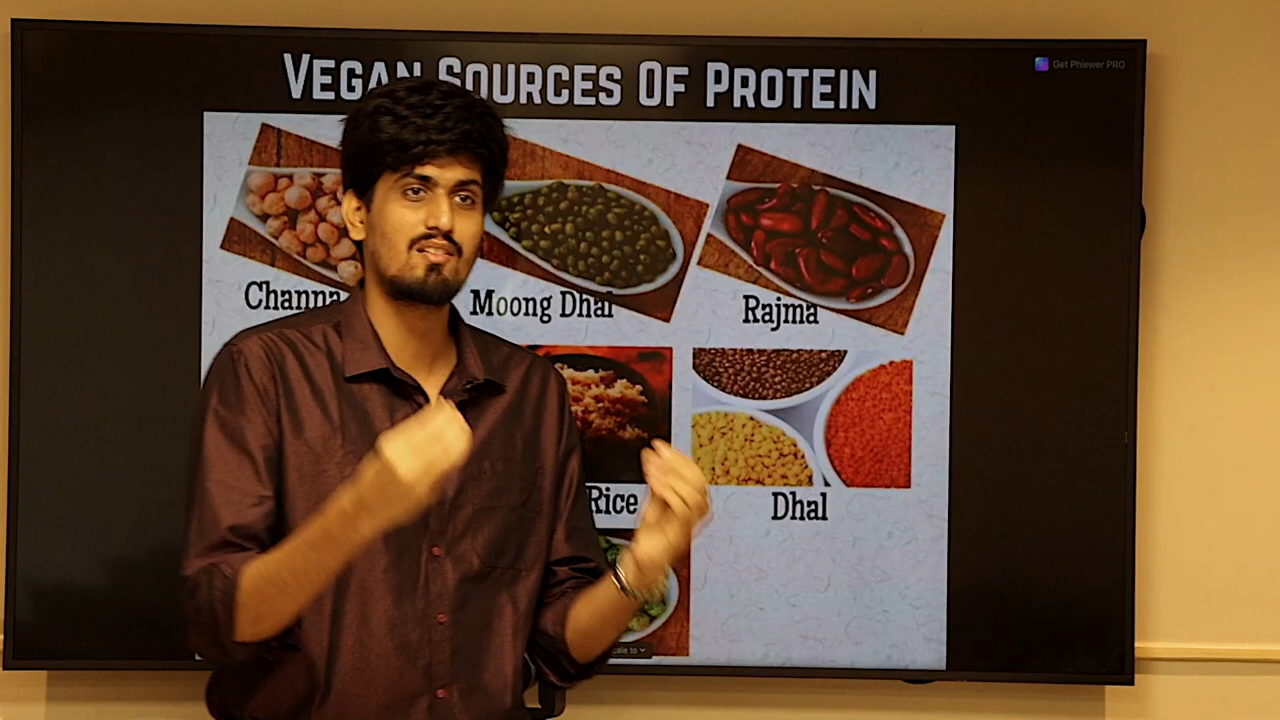 VEGAN SOURCES OF PROTEIN
Get Phiewer PRO
Channa
Moong Dhal
Rajma
Rice
Dhal